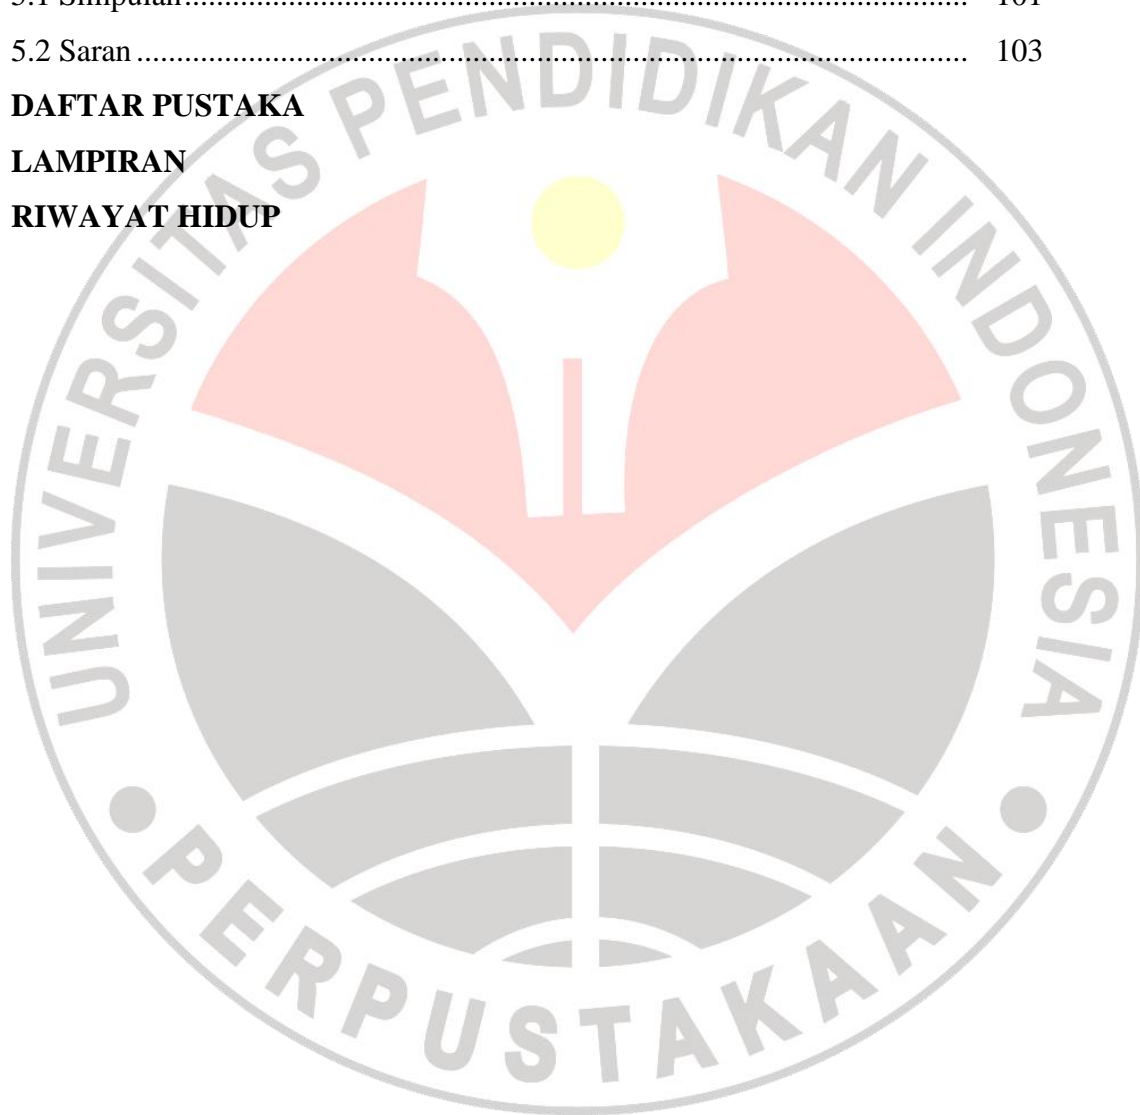 5.1 Simpulan.................................................................................................. 101
5.2 Saran ........................................................................................................ 103
DAFTAR PUSTAKA
LAMPIRAN
RIWAYAT HIDUP
UNIVERSITAS PENDIDIKAN INDONESIA
PERPUSTAKAAN